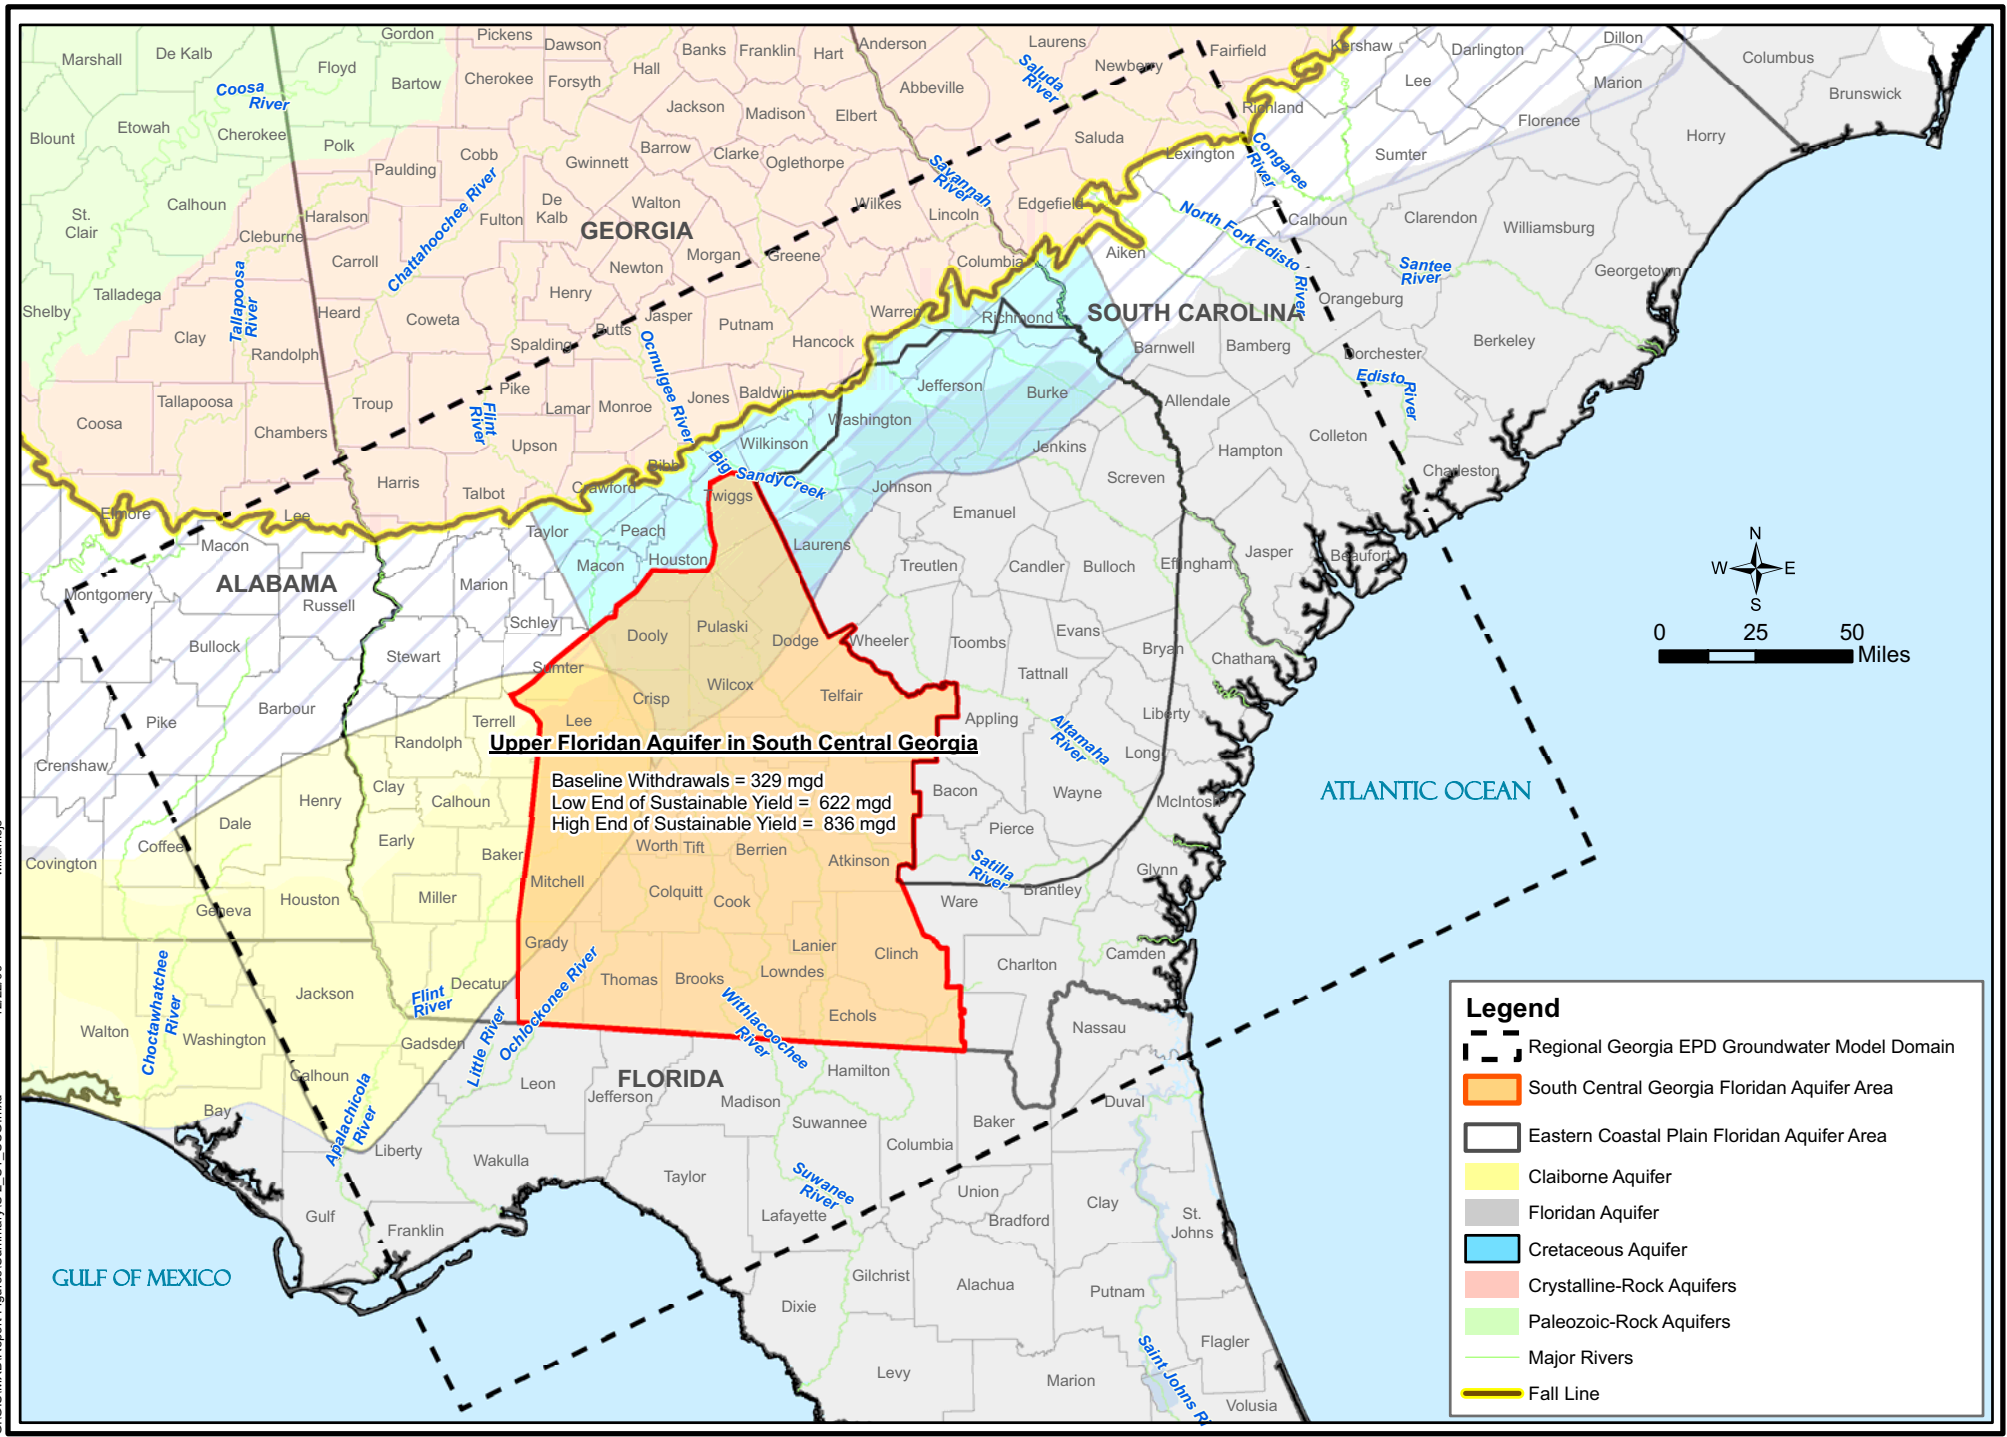 Marshall
De Kalb
Gordon
Pickens
Dawson
Banks
Franklin
Hart
Anderson
Laurens
Newberry
Fairfield
Kershaw
Darlington
Dillon
Columbus
Floyd
Bartow
Cherokee
Forsyth
Hall
Abbeville
Saluda
River
Lee
Marion
Brunswick
Coosa
River
Jackson
Madison
Elbert
Richland
Florence
Horry
Blount
Etowah
Cherokee
Polk
Paulding
Cobb
Gwinnett
Barrow
Clarke
Oglethorpe
Saluda
Lexington
Congaree
River
Sumter
Calhoun
St.
Clair
Haralson
Chattahoochee River
Fulton
De
Kalb
Walton
GEORGIA
Wilkes
Savannah
River
Lincoln
Edgefield
North Fork Edisto River
Calhoun
Clarendon
Williamsburg
Cleburne
Carroll
Newton
Morgan
Greene
Columbia
Aiken
Santee
River
Georgetown
Shelby
Talladega
Tallapoosa
River
Clay
Heard
Coweta
Henry
Butts
Jasper
Putnam
Warren
Richmond
SOUTH CAROLINA
Orangeburg
Berkeley
Randolph
Spalding
Ocmulgee River
Hancock
Barnwell
Bamberg
Dorchester
Edisto
River
Coosa
Tallapoosa
Chambers
Troup
Pike
Flint
River
Lamar
Monroe
Jones
Baldwin
Jefferson
Burke
Washington
Allendale
Colleton
Upson
Wilkinson
Jenkins
Hampton
Charleston
Bibb
Big Sandy Creek
Harris
Talbot
Crawford
Twiggs
Johnson
Screven
Elmore
Lee
Macon
Taylor
Peach
Houston
Macon
Laurens
Emanuel
Jasper
Beaufort
N
W
E
S
Montgomery
ALABAMA
Russell
Marion
Schley
Treutlen
Candler
Bulloch
Effingham
0
25
50
Miles
Bullock
Stewart
Sumter
Dooly
Pulaski
Dodge
Wheeler
Toombs
Evans
Bryan
Chatham
Pike
Barbour
Terrell
Lee
Crisp
Wilcox
Telfair
Tattnall
Appling
Liberty
Altamaha
River
Long
Randolph
Upper Floridan Aquifer in South Central Georgia
Baseline Withdrawals = 329 mgd
Low End of Sustainable Yield = 622 mgd
High End of Sustainable Yield = 836 mgd
Crenshaw
Henry
Clay
Calhoun
Bacon
Wayne
McIntosh
ATLANTIC OCEAN
Covington
Coffee
Dale
Early
Baker
Worth
Tift
Berrien
Atkinson
Pierce
Satilla
River
Glynn
Geneva
Houston
Miller
Mitchell
Colquitt
Cook
Ware
Brantley
Choctawhatchee
River
Grady
Lanier
Clinch
Charlton
Camden
Jackson
Flint
River
Decatur
Ochlockonee River
Thomas
Brooks
Lowndes
Withlacoochee
River
Echols
Walton
Washington
Gadsden
Little River
Nassau
Calhoun
Bay
Apalachicola
River
Leon
Jefferson
FLORIDA
Madison
Hamilton
Duval
Suwannee
Baker
Liberty
Wakulla
Columbia
Taylor
Suwanee
River
Union
Clay
Gulf
Franklin
Lafayette
Bradford
St.
Johns
GULF OF MEXICO
Gilchrist
Alachua
Putnam
Dixie
Flagler
Levy
Marion
Saint Johns Ri
Volusia
Legend
Regional Georgia EPD Groundwater Model Domain
South Central Georgia Floridan Aquifer Area
Eastern Coastal Plain Floridan Aquifer Area
Claiborne Aquifer
Floridan Aquifer
Cretaceous Aquifer
Crystalline-Rock Aquifers
Paleozoic-Rock Aquifers
Major Rivers
Fall Line